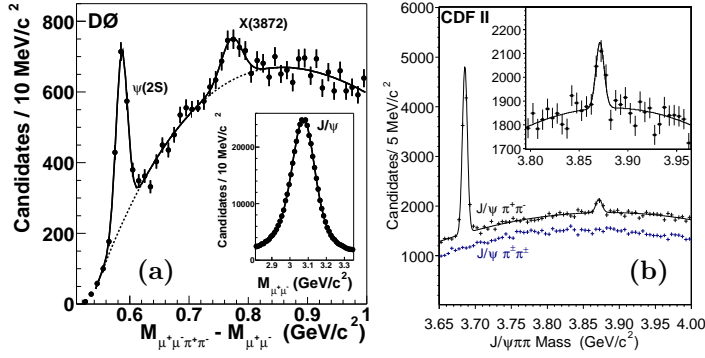 DØ
X(3872)
ψ(2S)
J/ψ
Candidates / 10 MeV/c²
20000
10000
0
2.9 3 3.1 3.2 3.3
M_μ⁺μ⁻ (GeV/c²)
(a)
Candidates / 10 MeV/c²
800
600
400
200
0
0.6 0.7 0.8 0.9 1
M_μ⁺μ⁻π⁺π⁻ - M_μ⁺μ⁻ (GeV/c²)
CDF II
2200
2100
2000
1900
1800
1700
3.80 3.85 3.90 3.95
J/ψ π⁺π⁻
J/ψ π±π±
(b)
Candidates/ 5 MeV/c²
6000
5000
4000
3000
2000
1000
3.65 3.70 3.75 3.80 3.85 3.90 3.95 4.00
J/ψππ Mass (GeV/c²)